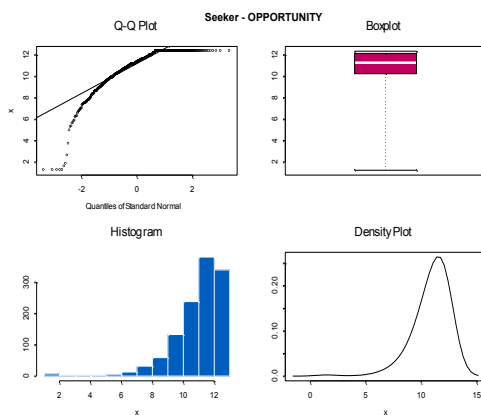 Seeker - OPPORTUNITY
Q-Q Plot
x
2 4 6 8 10 12
-2 0 2
Quantiles of Standard Normal
Boxplot
2 4 6 8 10 12
Histogram
0 100 200 300
2 4 6 8 10 12
x
Density Plot
0.0 0.10 0.20
0 5 10 15
x